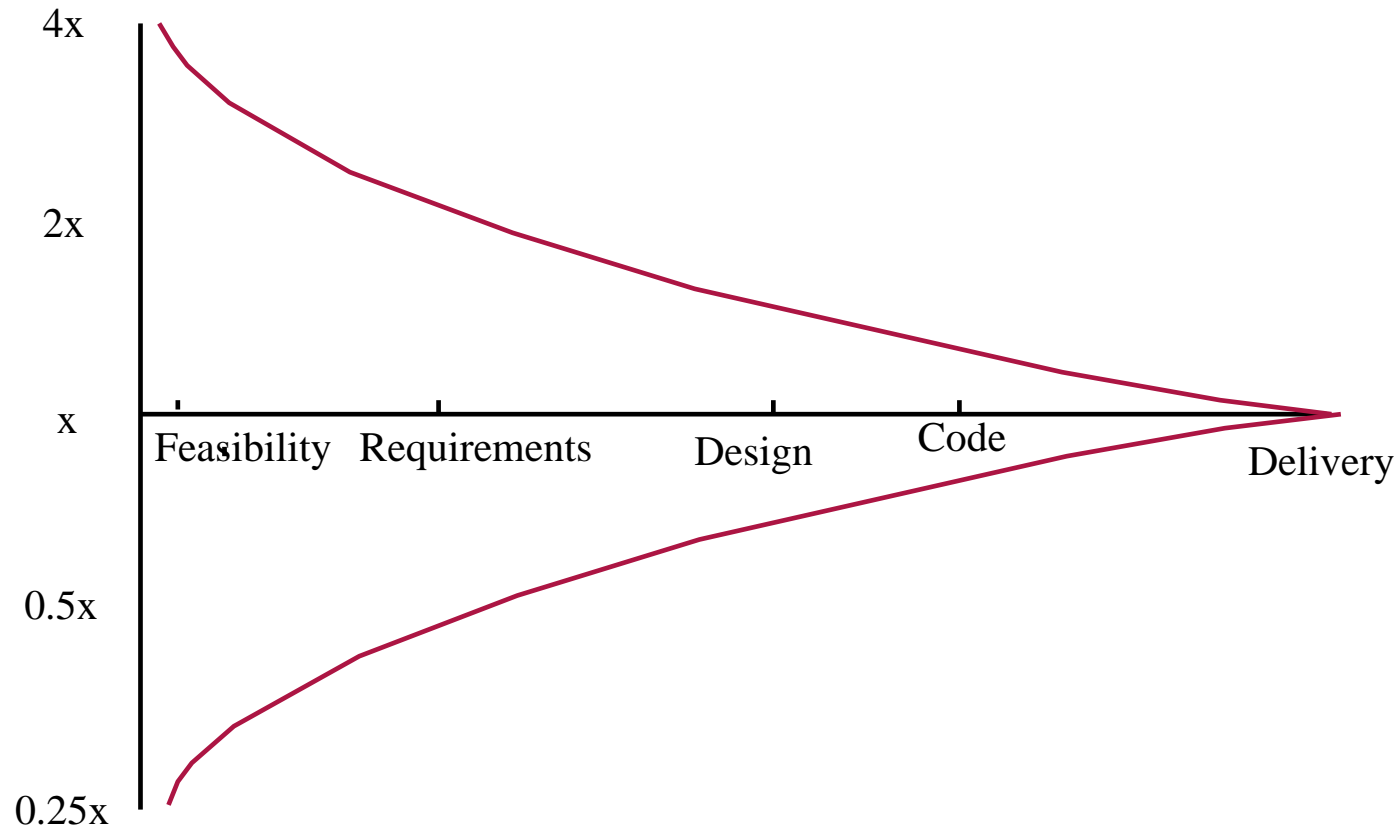 4x
2x
x
Feasibility Requirements Design Code Delivery
0.5x
0.25x